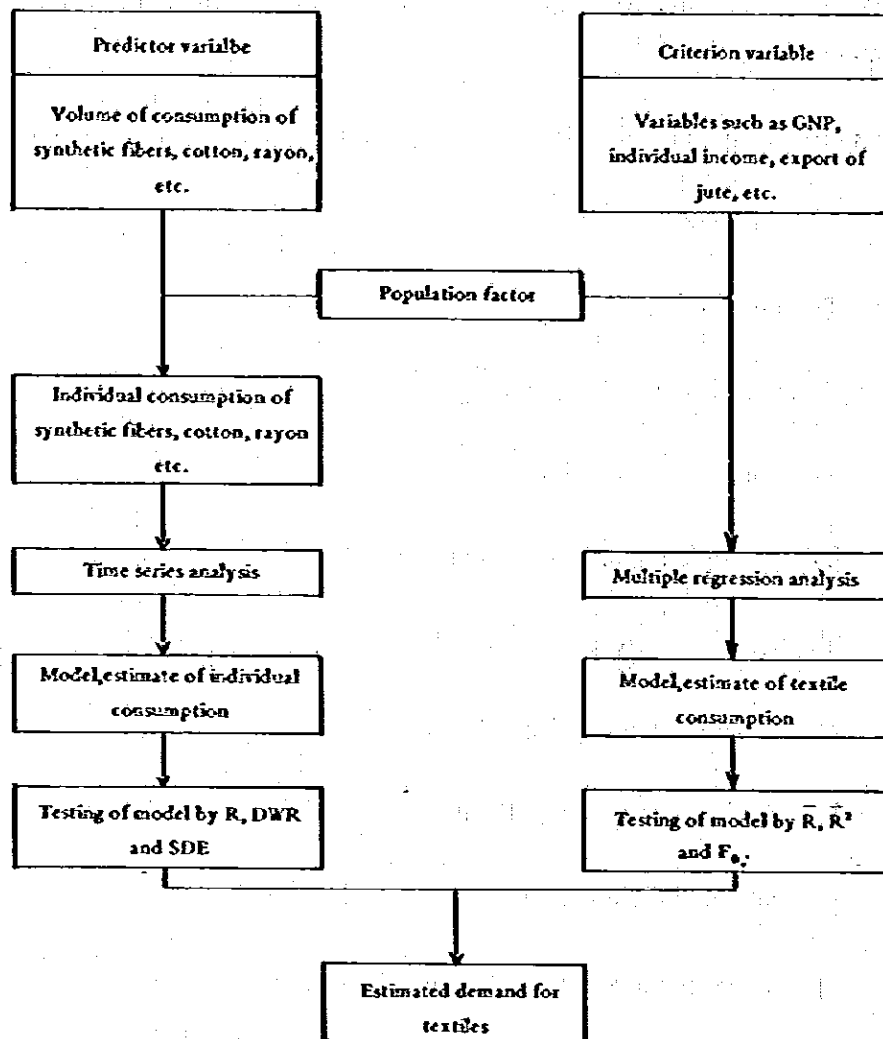 Predictor varialbe
Volume of consumption of
synthetic fibers, cotton, rayon,
etc.
Criterion variable
Variables such as GNP,
individual income, export of
jute, etc.
Population factor
Individual consumption of
synthetic fibers, cotton, rayon
etc.
Time series analysis
Multiple regression analysis
Model,estimate of individual
consumption
Model,estimate of textile
consumption
Testing of model by R, DWR
and SDE
Testing of model by R̄, R̄²
and F₀.
Estimated demand for
textiles